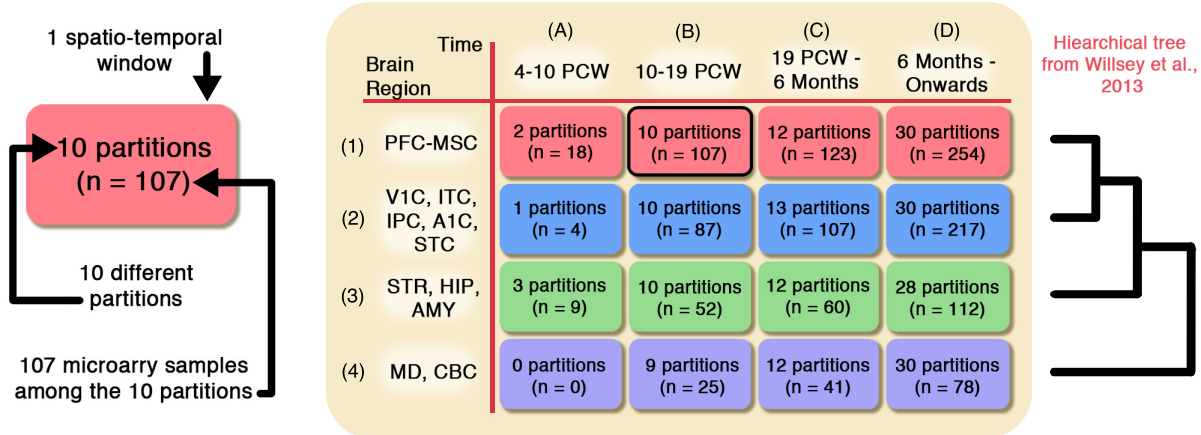 1 spatio-temporal
window
10 partitions
(n = 107)
10 different
partitions
107 microarry samples
among the 10 partitions
Time
Brain
Region
(A)
4-10 PCW
(B)
10-19 PCW
(C)
19 PCW -
6 Months
(D)
6 Months -
Onwards
(1)
PFC-MSC
2 partitions
(n = 18)
10 partitions
(n = 107)
12 partitions
(n = 123)
30 partitions
(n = 254)
(2)
V1C, ITC,
IPC, A1C,
STC
1 partitions
(n = 4)
10 partitions
(n = 87)
13 partitions
(n = 107)
30 partitions
(n = 217)
(3)
STR, HIP,
AMY
3 partitions
(n = 9)
10 partitions
(n = 52)
12 partitions
(n = 60)
28 partitions
(n = 112)
(4)
MD, CBC
0 partitions
(n = 0)
9 partitions
(n = 25)
12 partitions
(n = 41)
30 partitions
(n = 78)
Hiearchical tree
from Willsey et al.,
2013